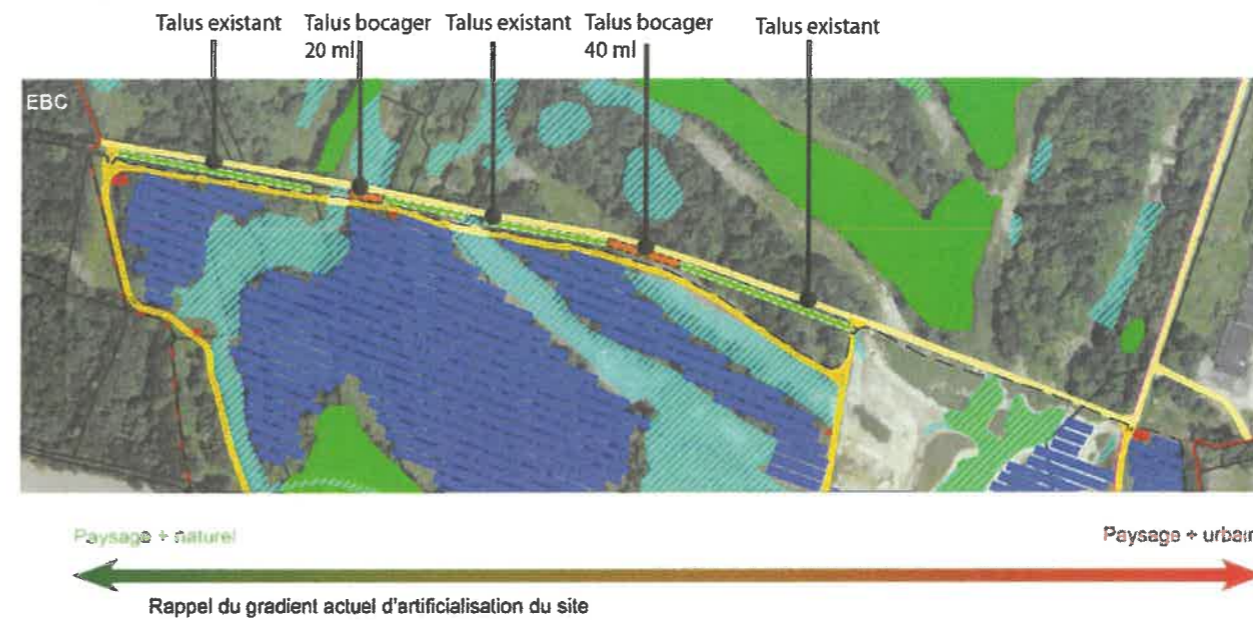 Talus existant
Talus bocager
20 ml
Talus existant
Talus bocager
40 ml
Talus existant
EBC
Paysage + naturel
Paysage + urbain
Rappel du gradient actuel d'artificialisation du site